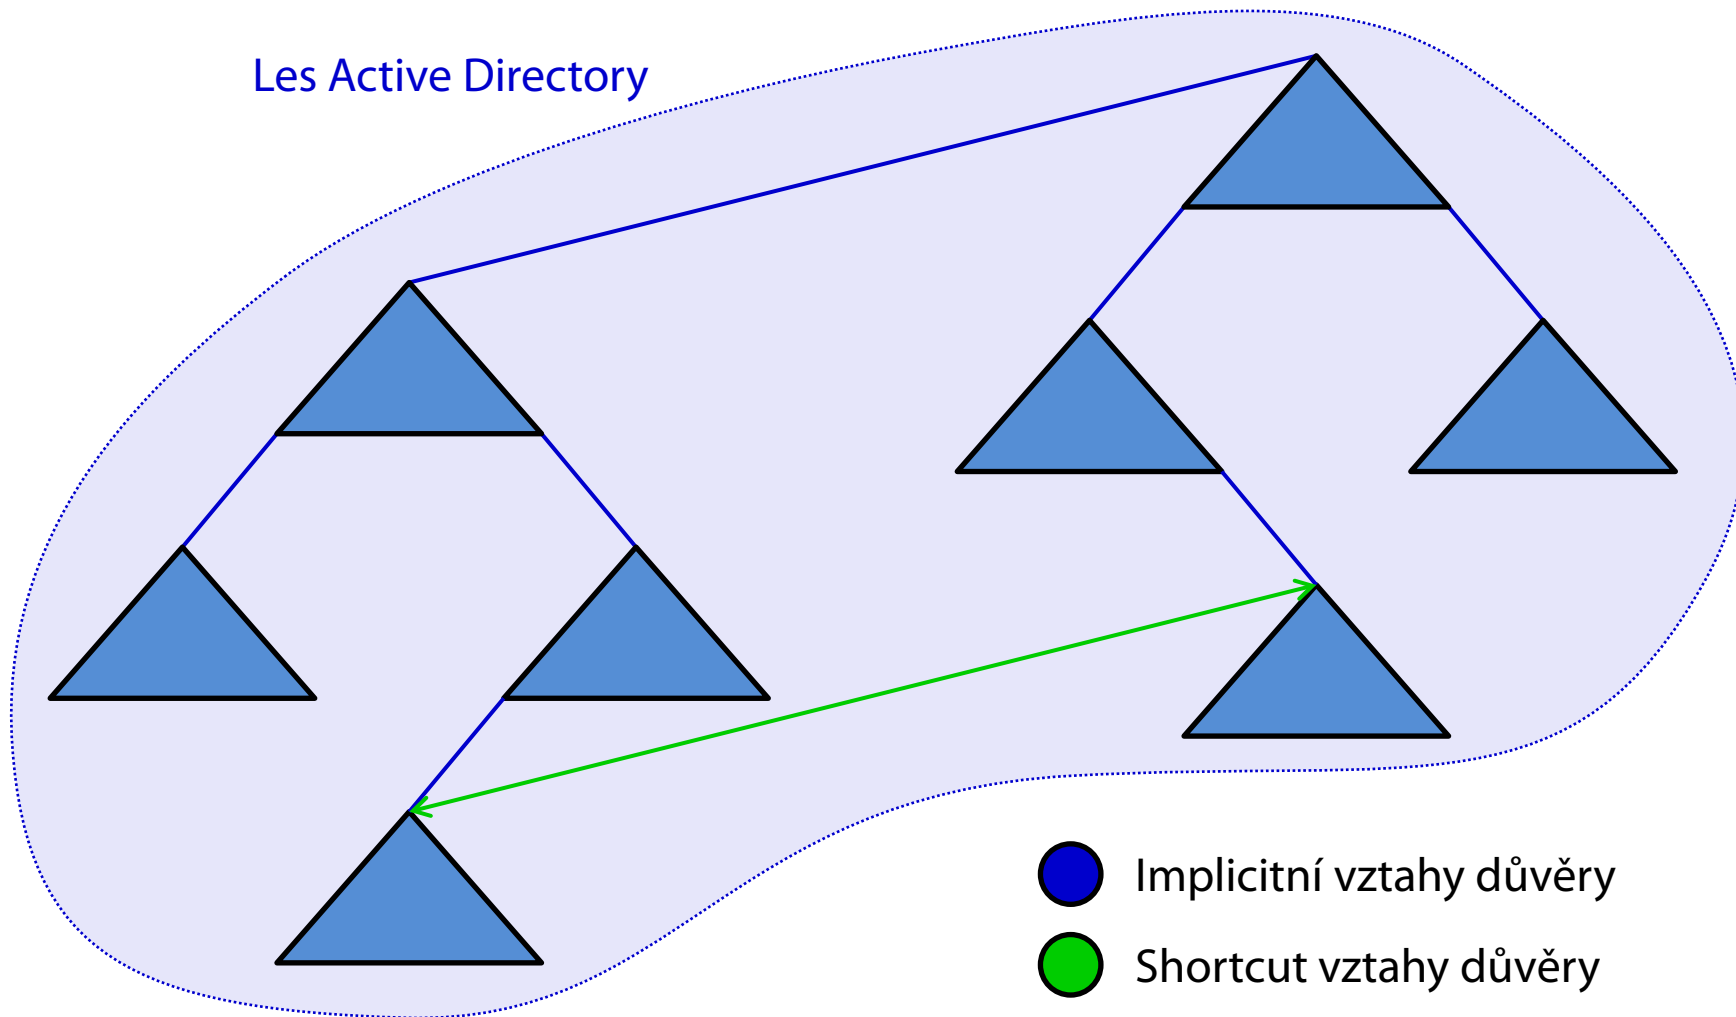 Les Active Directory
Implicitní vztahy důvěry
Shortcut vztahy důvěry